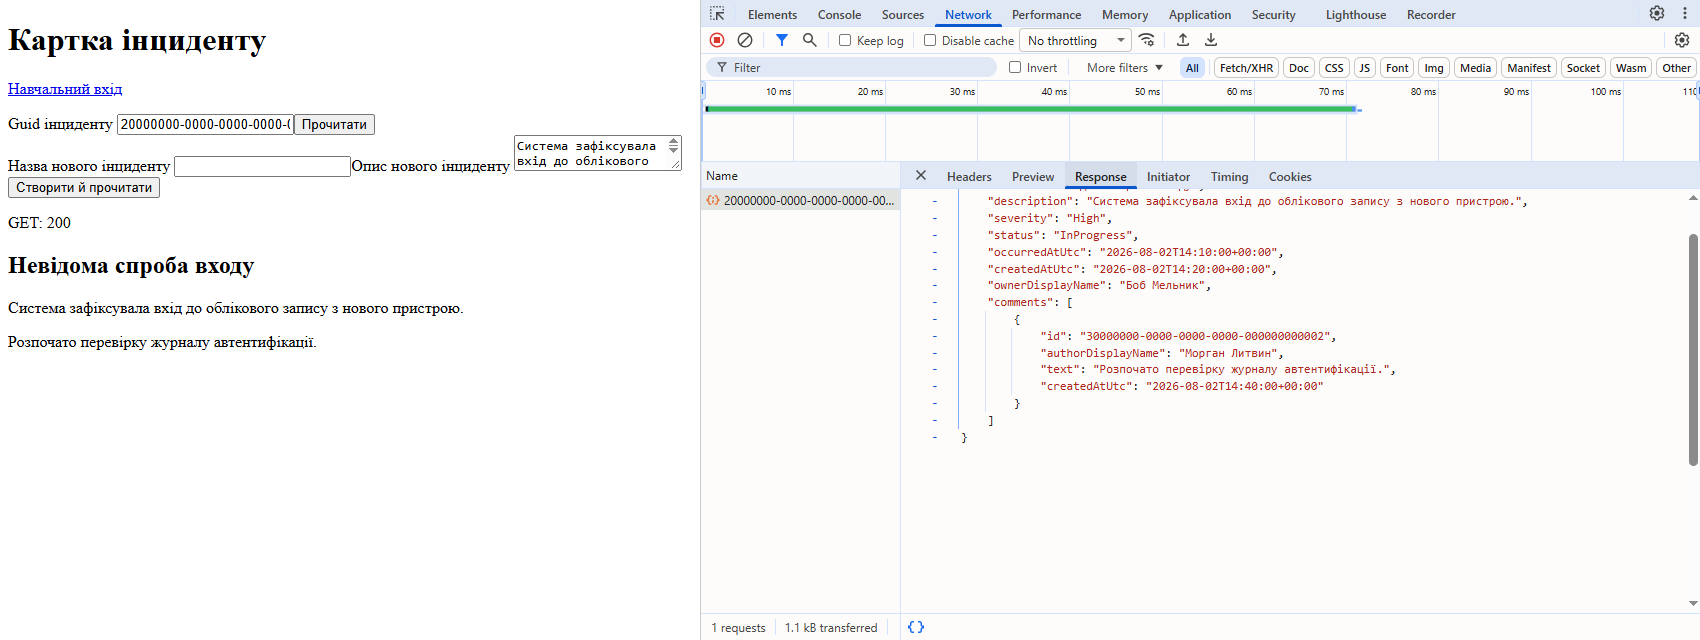 Картка інциденту
Навчальний вхід
Guid інциденту 20000000-0000-0000-0000-( Прочитати
Назва нового інциденту Опис нового інциденту Система зафіксувала
вхід до облікового
Створити й прочитати
GET: 200
Невідома спроба входу
Система зафіксувала вхід до облікового запису з нового пристрою.
Розпочато перевірку журналу автентифікації.
Elements Console Sources Network Performance Memory Application Security Lighthouse Recorder
Keep log Disable cache No throttling
Filter Invert More filters All Fetch/XHR Doc CSS JS Font Img Media Manifest Socket Wasm Other
10 ms 20 ms 30 ms 40 ms 50 ms 60 ms 70 ms 80 ms 90 ms 100 ms 110
Name Headers Preview Response Initiator Timing Cookies
20000000-0000-0000-0000-00...
"description": "Система зафіксувала вхід до облікового запису з нового пристрою.",
"severity": "High",
"status": "InProgress",
"occurredAtUtc": "2026-08-02T14:10:00+00:00",
"createdAtUtc": "2026-08-02T14:20:00+00:00",
"ownerDisplayName": "Боб Мельник",
"comments": [
{
"id": "30000000-0000-0000-0000-000000000002",
"authorDisplayName": "Морган Литвин",
"text": "Розпочато перевірку журналу автентифікації.",
"createdAtUtc": "2026-08-02T14:40:00+00:00"
}
]
}
1 requests 1.1 kB transferred { }